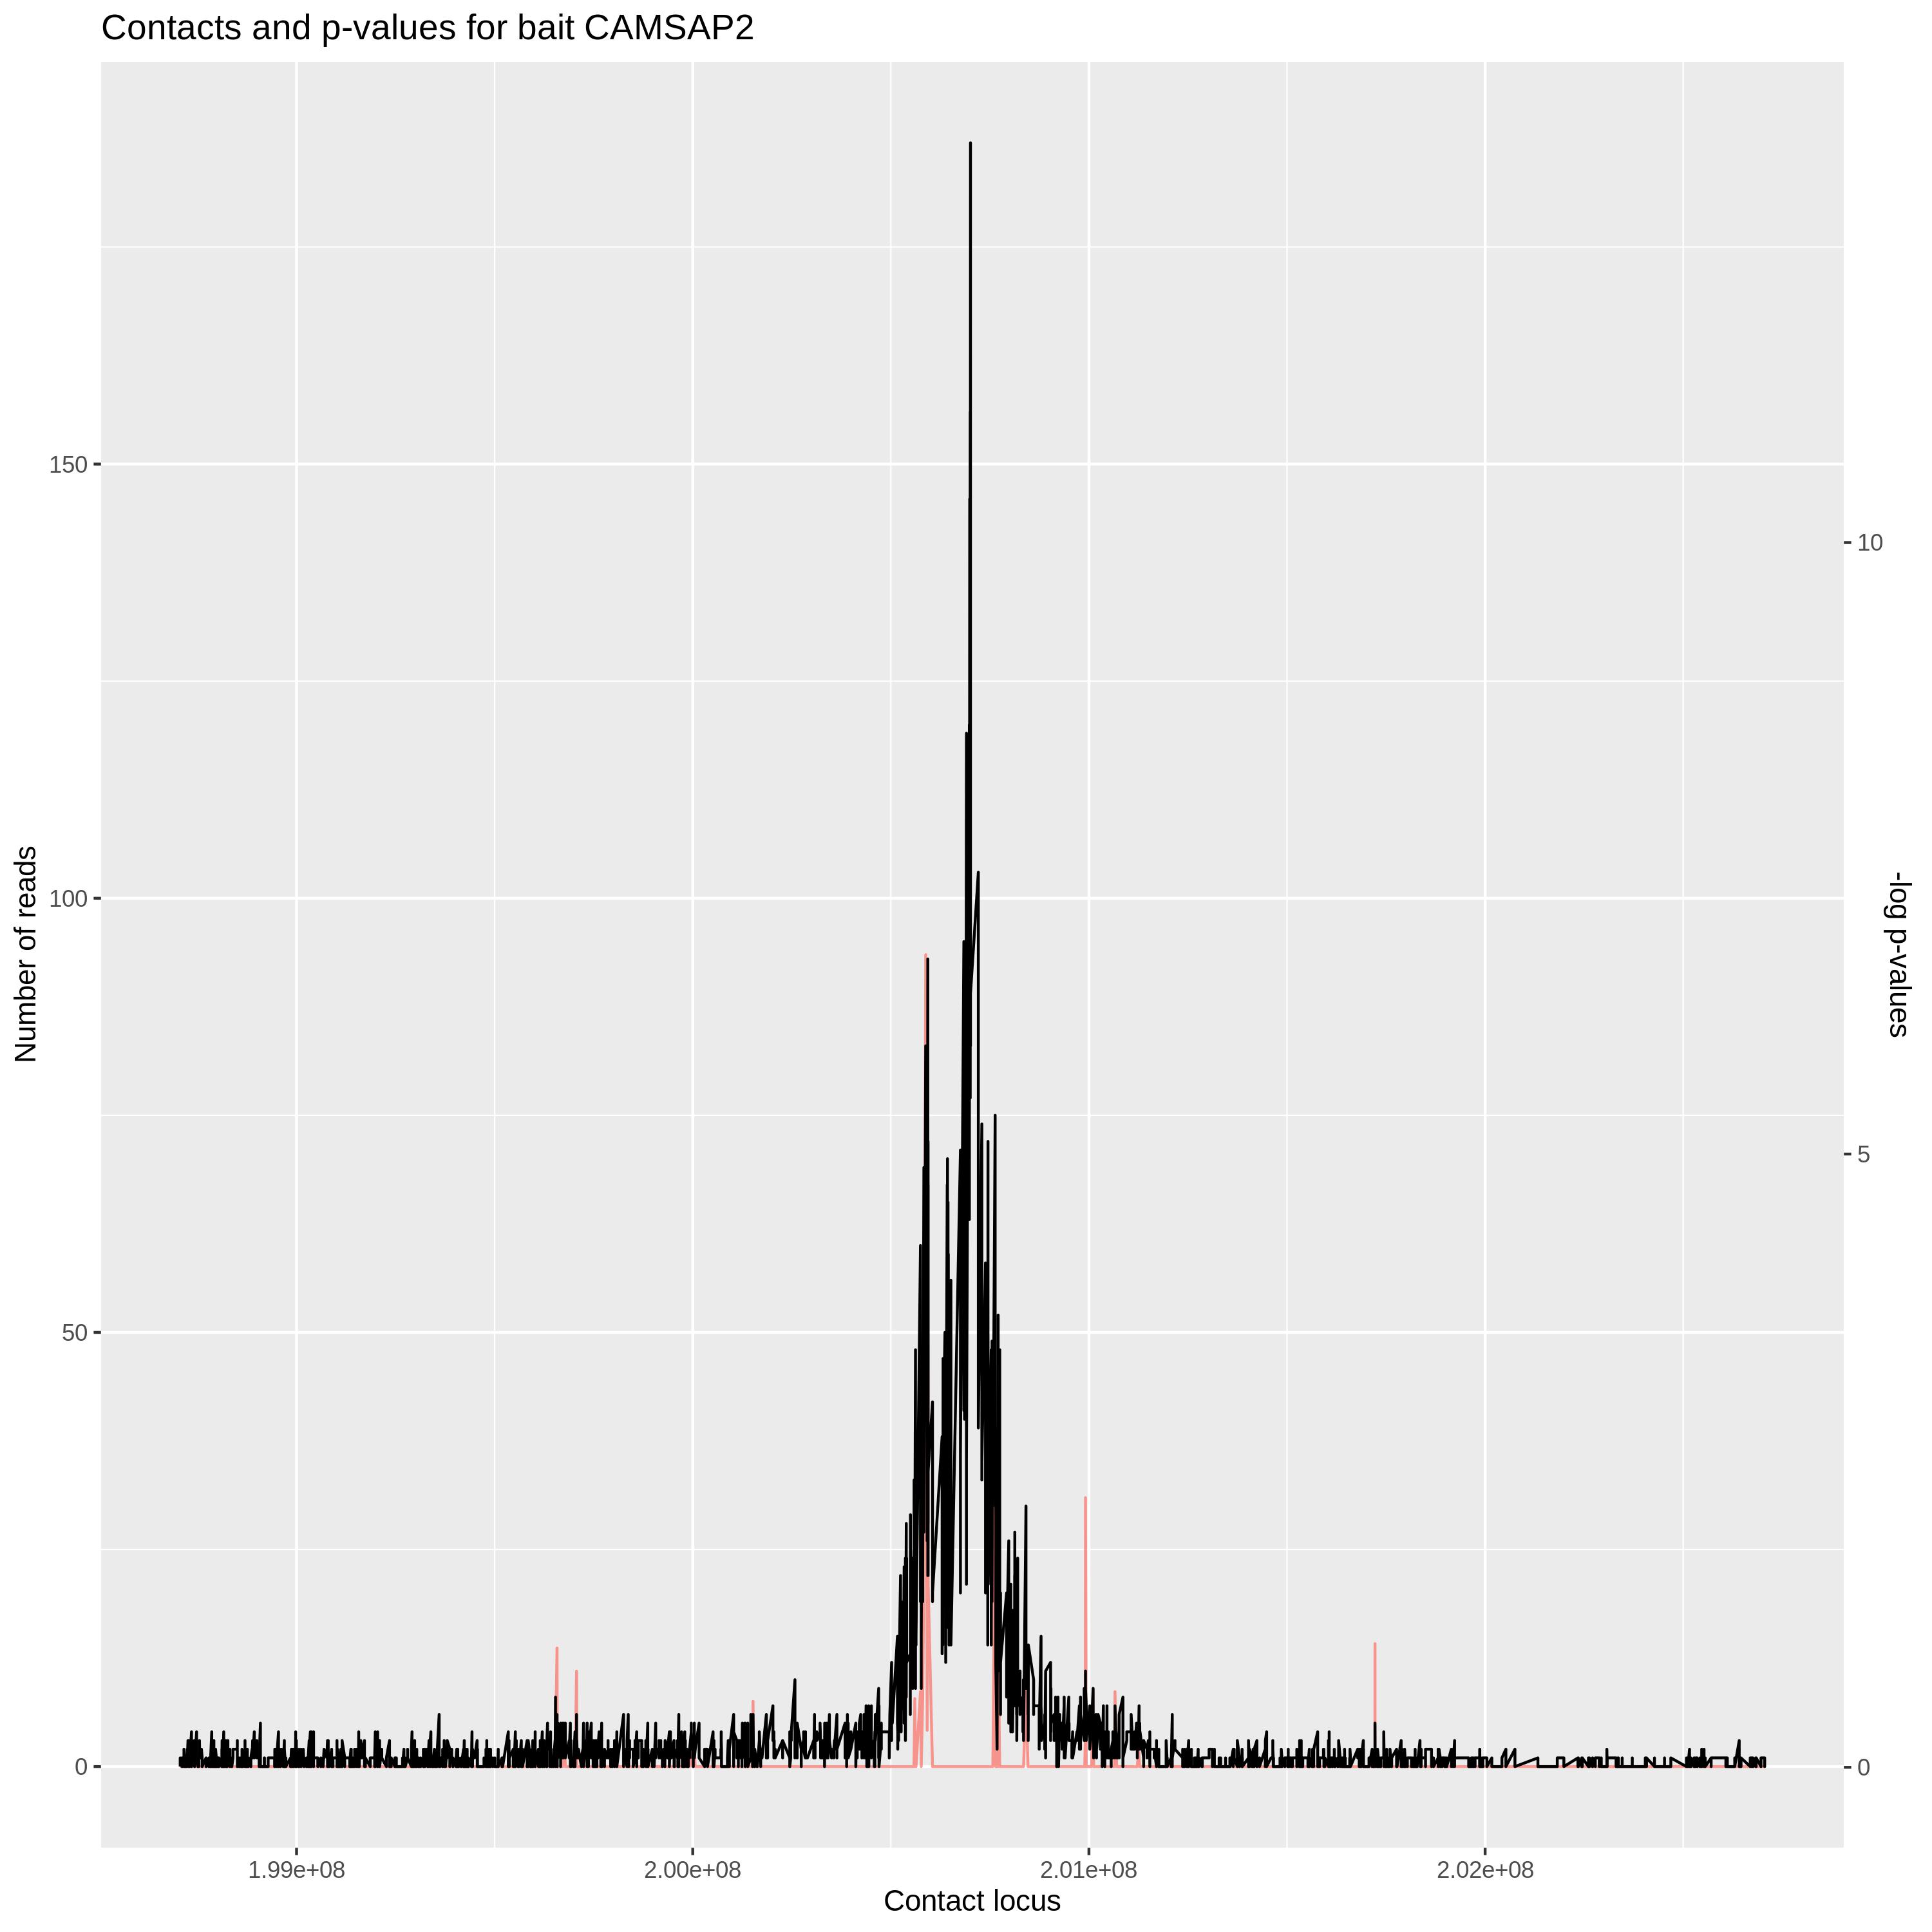 Contacts and p-values for bait CAMSAP2
150
100
50
0
Number of reads
10
5
0
-log p-values
1.99e+08 2.00e+08 2.01e+08 2.02e+08
Contact locus